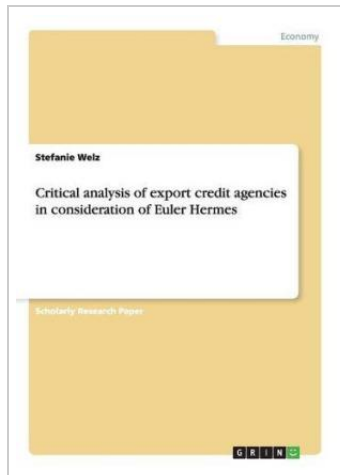 Economy
Stefanie Welz
Critical analysis of export credit agencies
in consideration of Euler Hermes
Scholarly Research Paper
GRIN